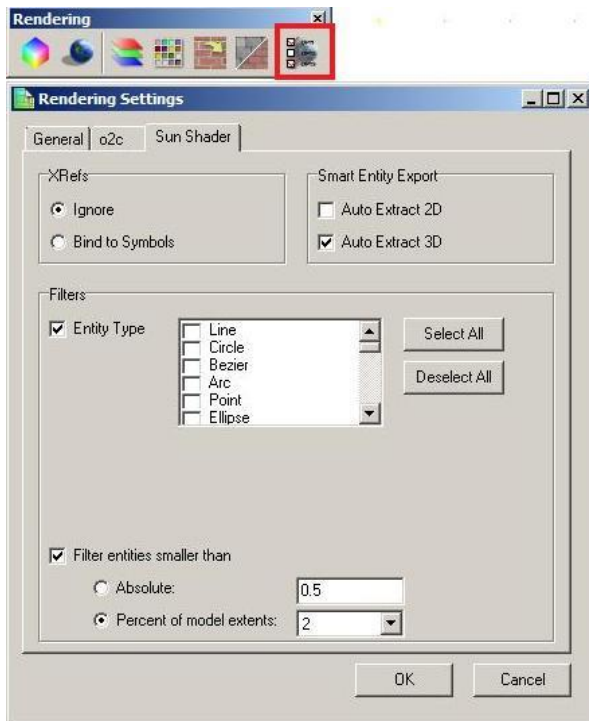 Rendering
Rendering Settings
General o2c Sun Shader
XRefs
Ignore
Bind to Symbols
Smart Entity Export
Auto Extract 2D
Auto Extract 3D
Filters
Entity Type
Line
Circle
Bezier
Arc
Point
Ellipse
Select All
Deselect All
Filter entities smaller than
Absolute: 0.5
Percent of model extents: 2
OK Cancel